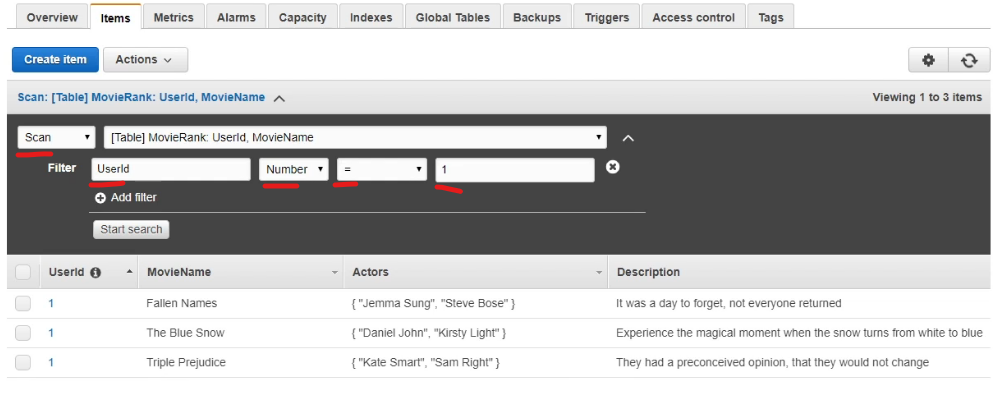 Overview Items Metrics Alarms Capacity Indexes Global Tables Backups Triggers Access control Tags
Create item Actions
Scan: [Table] MovieRank: UserId, MovieName Viewing 1 to 3 items
Scan [Table] MovieRank: UserId, MovieName
Filter UserId Number = 1
Add filter
Start search
UserId MovieName Actors Description
1 Fallen Names { "Jemma Sung", "Steve Bose" } It was a day to forget, not everyone returned
1 The Blue Snow { "Daniel John", "Kirsty Light" } Experience the magical moment when the snow turns from white to blue
1 Triple Prejudice { "Kate Smart", "Sam Right" } They had a preconceived opinion, that they would not change